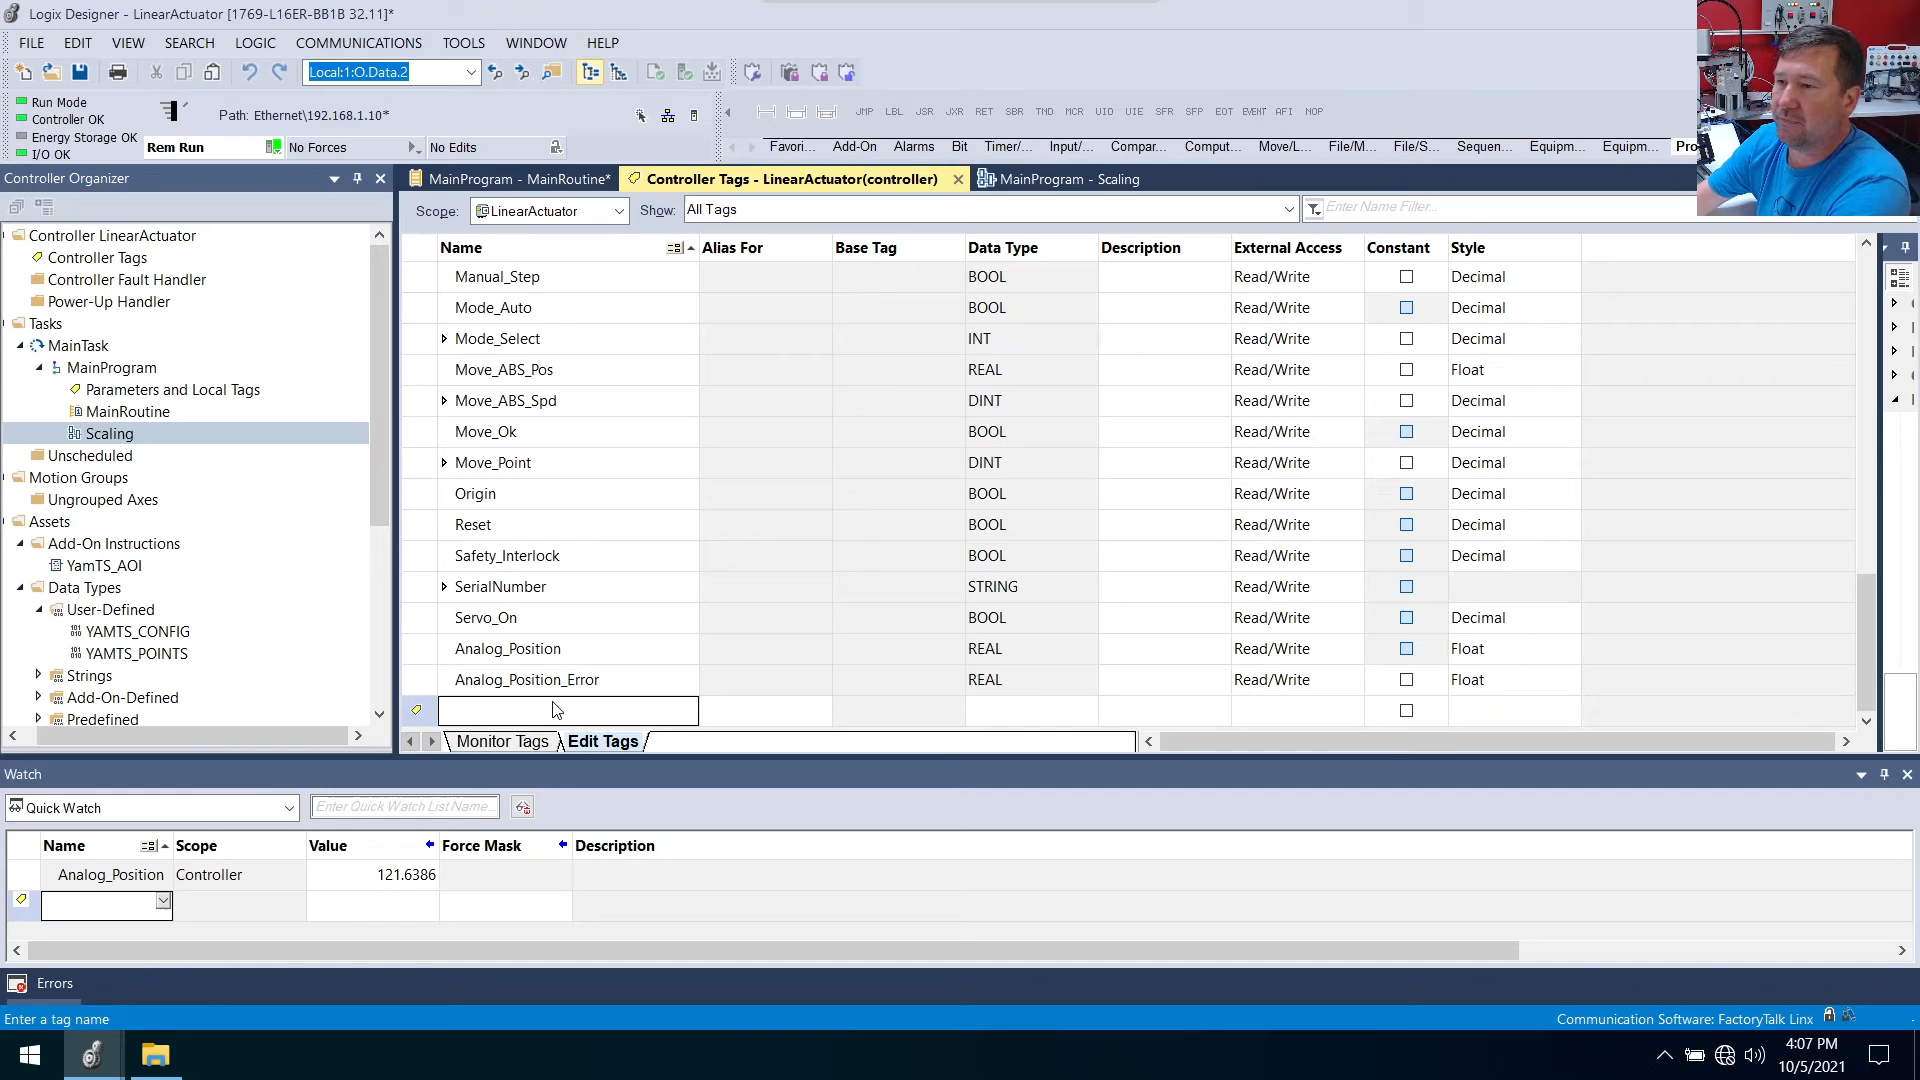 Logix Designer - LinearActuator [1769-L16ER-BB1B 32.11]*
FILE EDIT VIEW SEARCH LOGIC COMMUNICATIONS TOOLS WINDOW HELP
Local:1:O.Data.2
Run Mode
Controller OK
Energy Storage OK
I/O OK
Path: Ethernet\192.168.1.10*
Rem Run No Forces No Edits
JMP LBL JSR JXR RET SBR TND MCR UID UIE SFR SFP EOT EVENT AFI NOP
Favori... Add-On Alarms Bit Timer/... Input/... Compar... Comput... Move/L... File/M... File/S... Sequen... Equipm... Equipm... Pro
Controller Organizer
MainProgram - MainRoutine* Controller Tags - LinearActuator(controller) MainProgram - Scaling
Scope: LinearActuator Show: All Tags Enter Name Filter...
Controller LinearActuator
Controller Tags
Controller Fault Handler
Power-Up Handler
Tasks
MainTask
MainProgram
Parameters and Local Tags
MainRoutine
Scaling
Unscheduled
Motion Groups
Ungrouped Axes
Assets
Add-On Instructions
YamTS_AOI
Data Types
User-Defined
YAMTS_CONFIG
YAMTS_POINTS
Strings
Add-On-Defined
Predefined
Name Alias For Base Tag Data Type Description External Access Constant Style
Manual_Step BOOL Read/Write Decimal
Mode_Auto BOOL Read/Write Decimal
Mode_Select INT Read/Write Decimal
Move_ABS_Pos REAL Read/Write Float
Move_ABS_Spd DINT Read/Write Decimal
Move_Ok BOOL Read/Write Decimal
Move_Point DINT Read/Write Decimal
Origin BOOL Read/Write Decimal
Reset BOOL Read/Write Decimal
Safety_Interlock BOOL Read/Write Decimal
SerialNumber STRING Read/Write
Servo_On BOOL Read/Write Decimal
Analog_Position REAL Read/Write Float
Analog_Position_Error REAL Read/Write Float
Monitor Tags Edit Tags
Watch
Quick Watch Enter Quick Watch List Name...
Name Scope Value Force Mask Description
Analog_Position Controller 121.6386
Errors
Enter a tag name Communication Software: FactoryTalk Linx
4:07 PM
10/5/2021